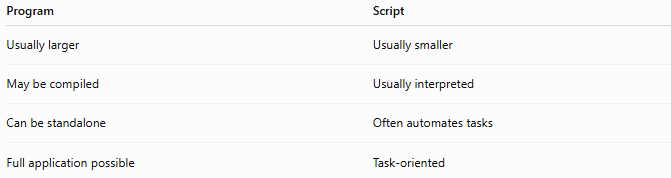 Program Script
Usually larger Usually smaller
May be compiled Usually interpreted
Can be standalone Often automates tasks
Full application possible Task-oriented